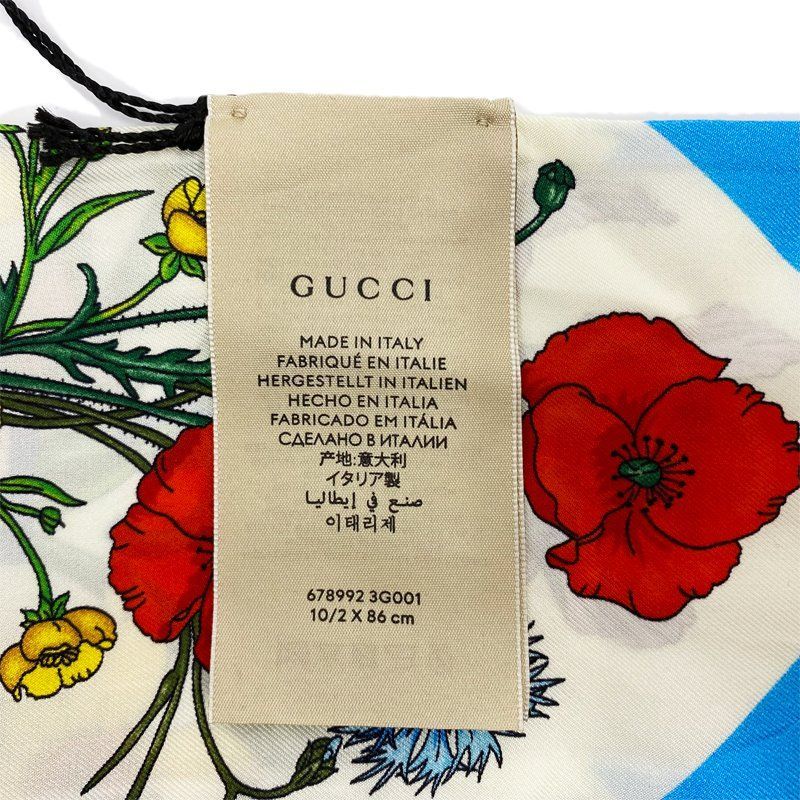 GUCCI
MADE IN ITALY
FABRIQUÉ EN ITALIE
HERGESTELLT IN ITALIEN
HECHO EN ITALIA
FABRICADO EM ITÁLIA
СДЕЛАНО В ИТАЛИИ
产地:意大利
イタリア製
صنع في إيطاليا
이태리제
678992 3G001
10/2 X 86 cm